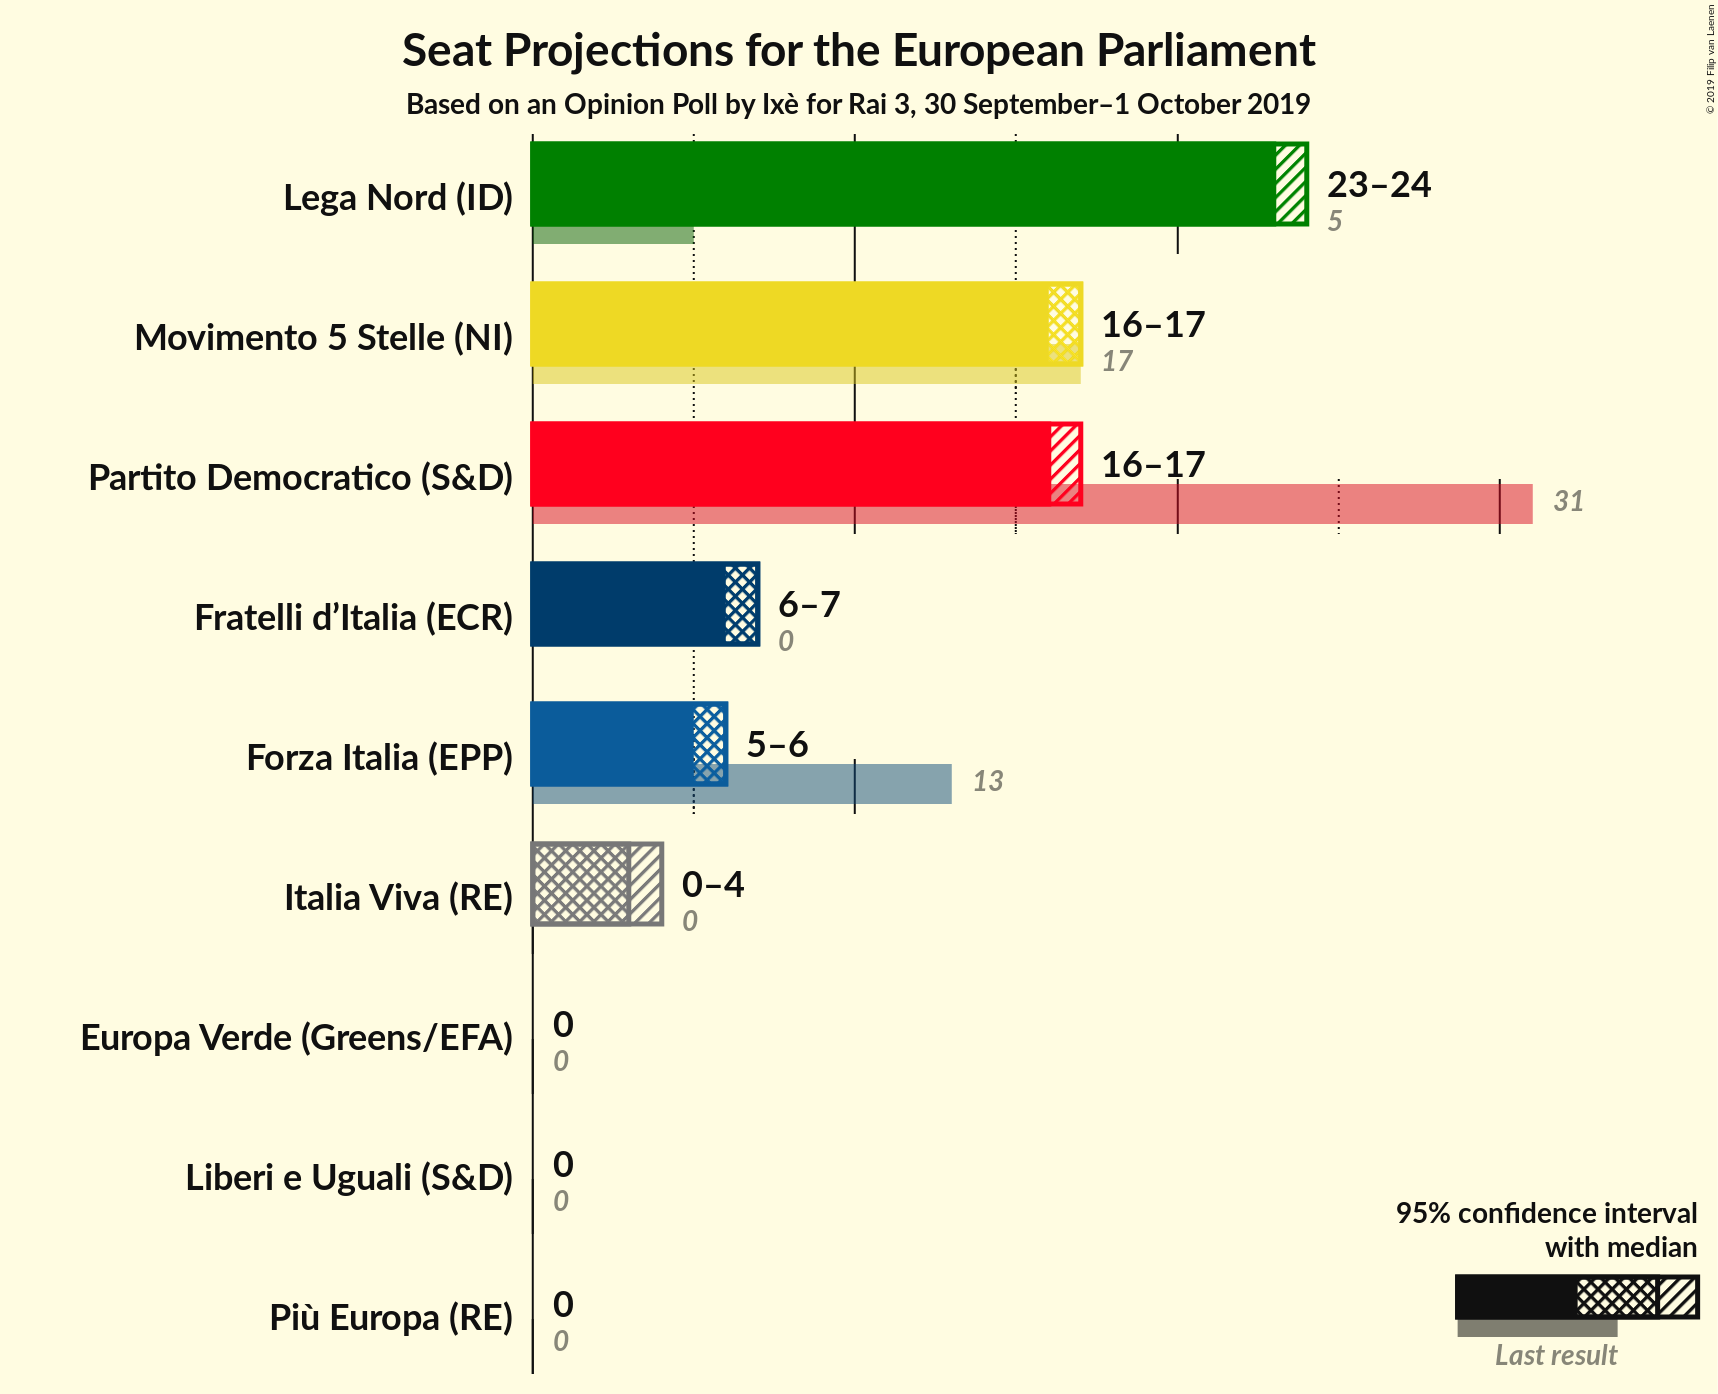 Seat Projections for the European Parliament
Based on an Opinion Poll by Ixè for Rai 3, 30 September–1 October 2019
© 2019 Filip van Laenen
Lega Nord (ID)
23–24
5
Movimento 5 Stelle (NI)
16–17
17
Partito Democratico (S&D)
16–17
31
Fratelli d’Italia (ECR)
6–7
0
Forza Italia (EPP)
5–6
13
Italia Viva (RE)
0–4
0
Europa Verde (Greens/EFA)
0
0
Liberi e Uguali (S&D)
0
0
Più Europa (RE)
0
0
95% confidence interval
with median
Last result